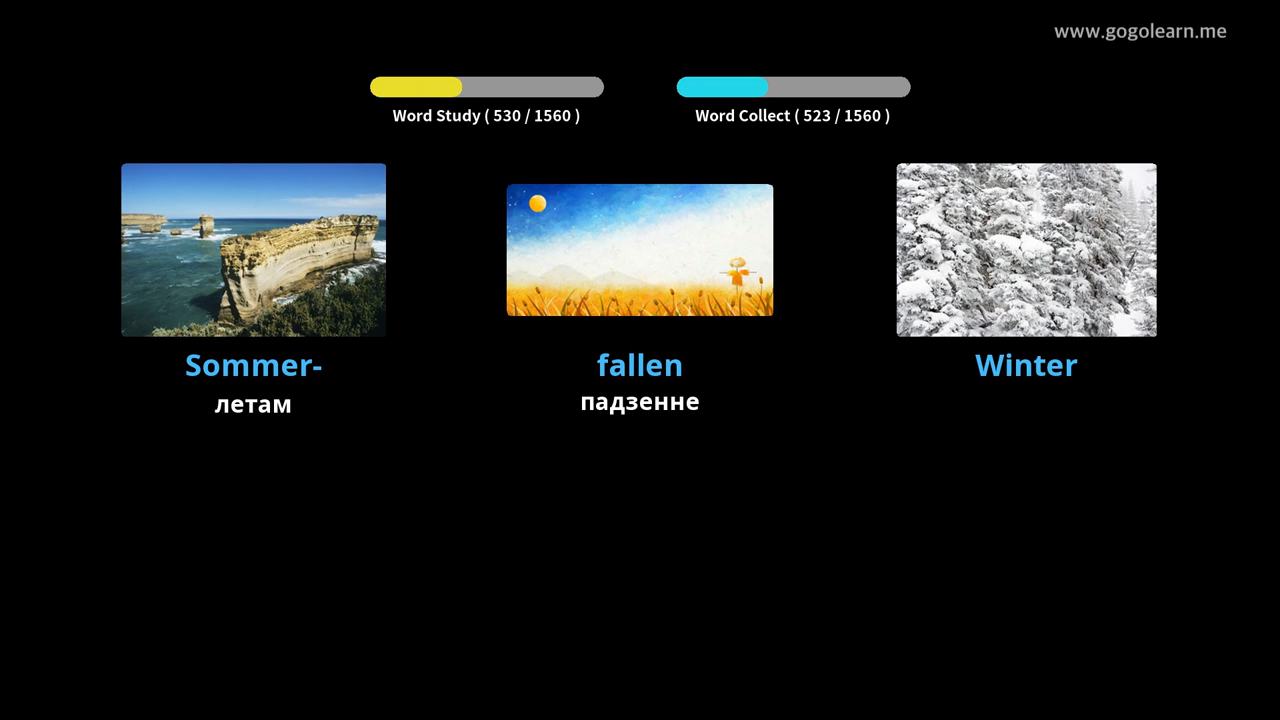 www.gogolearn.me
Word Study ( 530 / 1560 )
Word Collect ( 523 / 1560 )
Sommer-
летам
fallen
падзенне
Winter